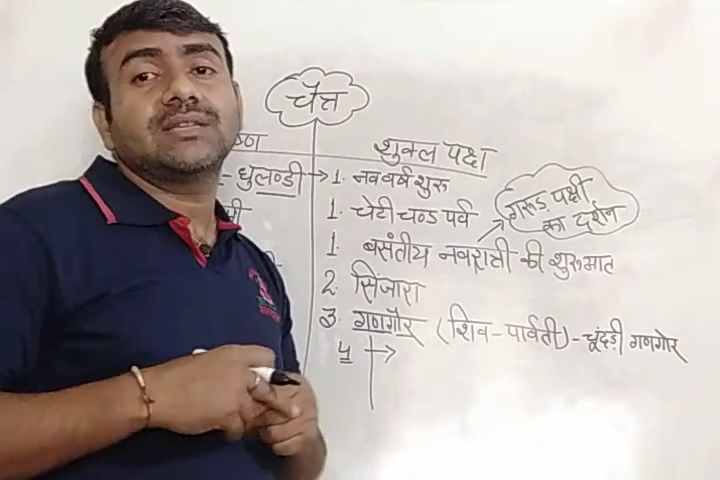 चैत्र
ष्ण
शुक्ल पक्ष
- धुलण्डी → 1. नववर्ष शुरू
मी
1. चेटीचण्ड पर्व
गरूड़ पक्षी
का दर्शन
1. बसंतीय नवरात्री की शुरुआत
2. सिंजारा
3. गणगौर (शिव-पार्वती) - चूंदड़ी गणगोर
५ →